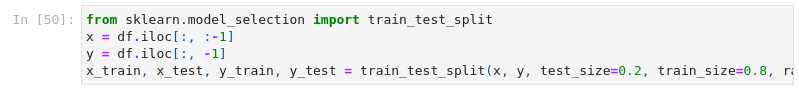 In [50]: from sklearn.model_selection import train_test_split
x = df.iloc[:, :-1]
y = df.iloc[:, -1]
x_train, x_test, y_train, y_test = train_test_split(x, y, test_size=0.2, train_size=0.8,